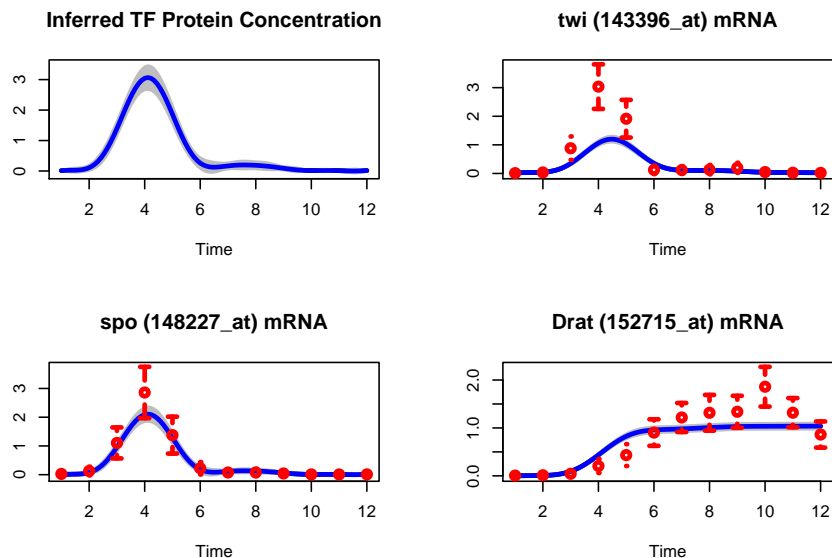 Inferred TF Protein Concentration
0 1 2 3
2 4 6 8 10 12
Time
twi (143396_at) mRNA
0 1 2 3
2 4 6 8 10 12
Time
spo (148227_at) mRNA
0 1 2 3
2 4 6 8 10 12
Time
Drat (152715_at) mRNA
0.0 1.0 2.0
2 4 6 8 10 12
Time